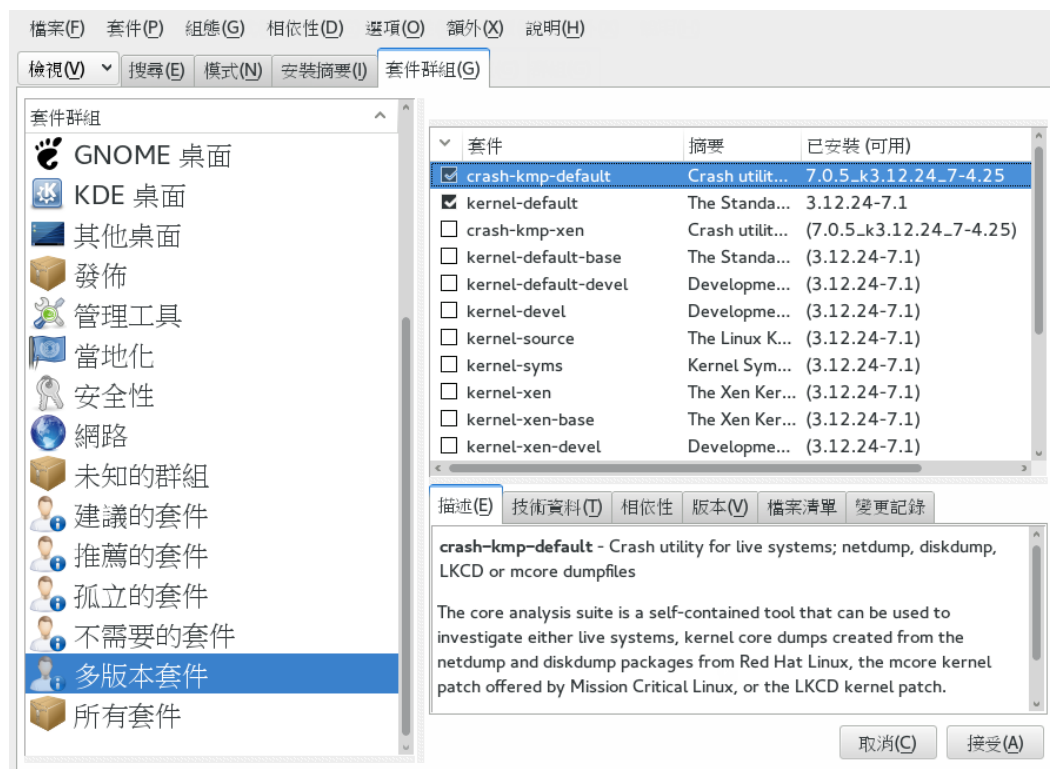 檔案(F) 套件(P) 組態(G) 相依性(D) 選項(O) 額外(X) 說明(H)
檢視(V) 搜尋(E) 模式(N) 安裝摘要(I) 套件群組(G)
套件群組
GNOME 桌面
KDE 桌面
其他桌面
發佈
管理工具
當地化
安全性
網路
未知的群組
建議的套件
推薦的套件
孤立的套件
不需要的套件
多版本套件
所有套件
套件 摘要 已安裝 (可用)
crash-kmp-default Crash utilit... 7.0.5_k3.12.24_7-4.25
kernel-default The Standa... 3.12.24-7.1
crash-kmp-xen Crash utilit... (7.0.5_k3.12.24_7-4.25)
kernel-default-base The Standa... (3.12.24-7.1)
kernel-default-devel Developme... (3.12.24-7.1)
kernel-devel Developme... (3.12.24-7.1)
kernel-source The Linux K... (3.12.24-7.1)
kernel-syms Kernel Sym... (3.12.24-7.1)
kernel-xen The Xen Ker... (3.12.24-7.1)
kernel-xen-base The Xen Ker... (3.12.24-7.1)
kernel-xen-devel Developme... (3.12.24-7.1)
描述(E) 技術資料(T) 相依性 版本(V) 檔案清單 變更記錄
crash-kmp-default - Crash utility for live systems; netdump, diskdump,
LKCD or mcore dumpfiles
The core analysis suite is a self-contained tool that can be used to
investigate either live systems, kernel core dumps created from the
netdump and diskdump packages from Red Hat Linux, the mcore kernel
patch offered by Mission Critical Linux, or the LKCD kernel patch.
取消(C) 接受(A)